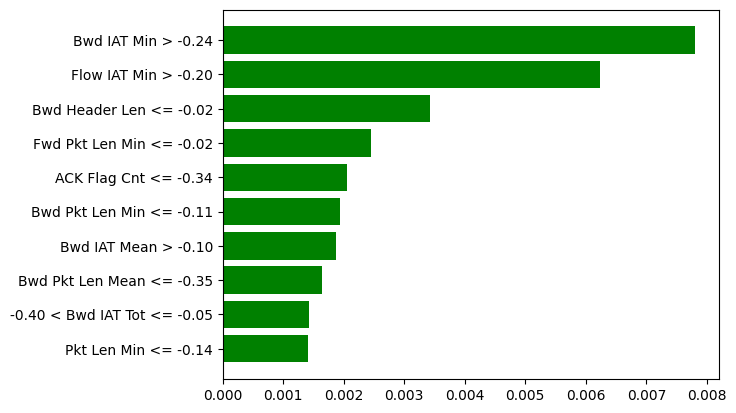 Bwd IAT Min > -0.24
Flow IAT Min > -0.20
Bwd Header Len <= -0.02
Fwd Pkt Len Min <= -0.02
ACK Flag Cnt <= -0.34
Bwd Pkt Len Min <= -0.11
Bwd IAT Mean > -0.10
Bwd Pkt Len Mean <= -0.35
-0.40 < Bwd IAT Tot <= -0.05
Pkt Len Min <= -0.14
0.000 0.001 0.002 0.003 0.004 0.005 0.006 0.007 0.008